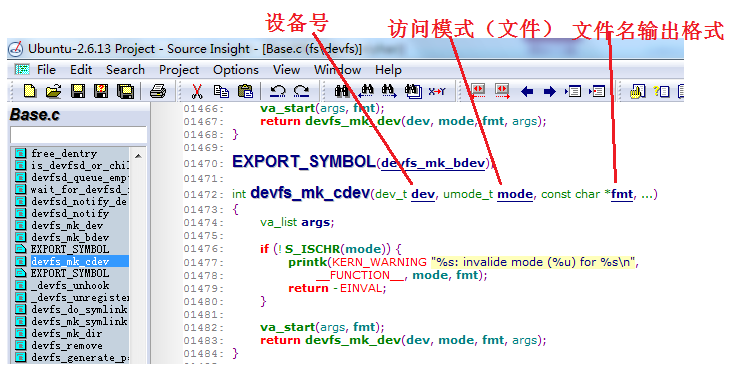 设备号 访问模式（文件） 文件名输出格式
Ubuntu-2.6.13 Project - Source Insight - [Base.c (fs\devfs)]
File Edit Search Project Options View Window Help
Base.c
free_dentry
is_devfsd_or_chil
devfsd_queue_empt
wait_for_devfsd_
devfsd_notify_de
devfsd_notify
devfs_mk_dev
devfs_mk_bdev
EXPORT_SYMBOL
devfs_mk_cdev
EXPORT_SYMBOL
_devfs_unhook
_devfs_unregister
devfs_do_symlink
devfs_mk_symlink
devfs_mk_dir
devfs_remove
devfs_generate_p
01466: va_start(args, fmt);
01467: return devfs_mk_dev(dev, mode, fmt, args);
01468: }
01469:
01470: EXPORT_SYMBOL(devfs_mk_bdev);
01471:
01472: int devfs_mk_cdev(dev_t dev, umode_t mode, const char *fmt, ...)
01473: {
01474: va_list args;
01475:
01476: if (!S_ISCHR(mode)) {
01477: printk(KERN_WARNING "%s: invalide mode (%u) for %s\n",
01478: __FUNCTION__, mode, fmt);
01479: return -EINVAL;
01480: }
01481:
01482: va_start(args, fmt);
01483: return devfs_mk_dev(dev, mode, fmt, args);
01484: }